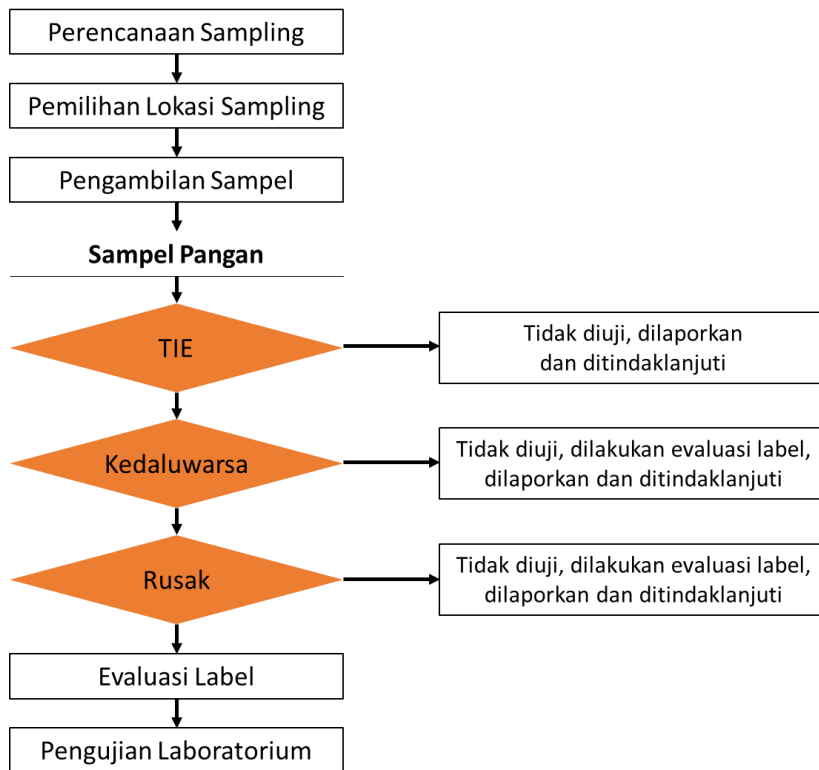 Perencanaan Sampling
Pemilihan Lokasi Sampling
Pengambilan Sampel
Sampel Pangan
TIE
Tidak diuji, dilaporkan
dan ditindaklanjuti
Kedaluwarsa
Tidak diuji, dilakukan evaluasi label,
dilaporkan dan ditindaklanjuti
Rusak
Tidak diuji, dilakukan evaluasi label,
dilaporkan dan ditindaklanjuti
Evaluasi Label
Pengujian Laboratorium